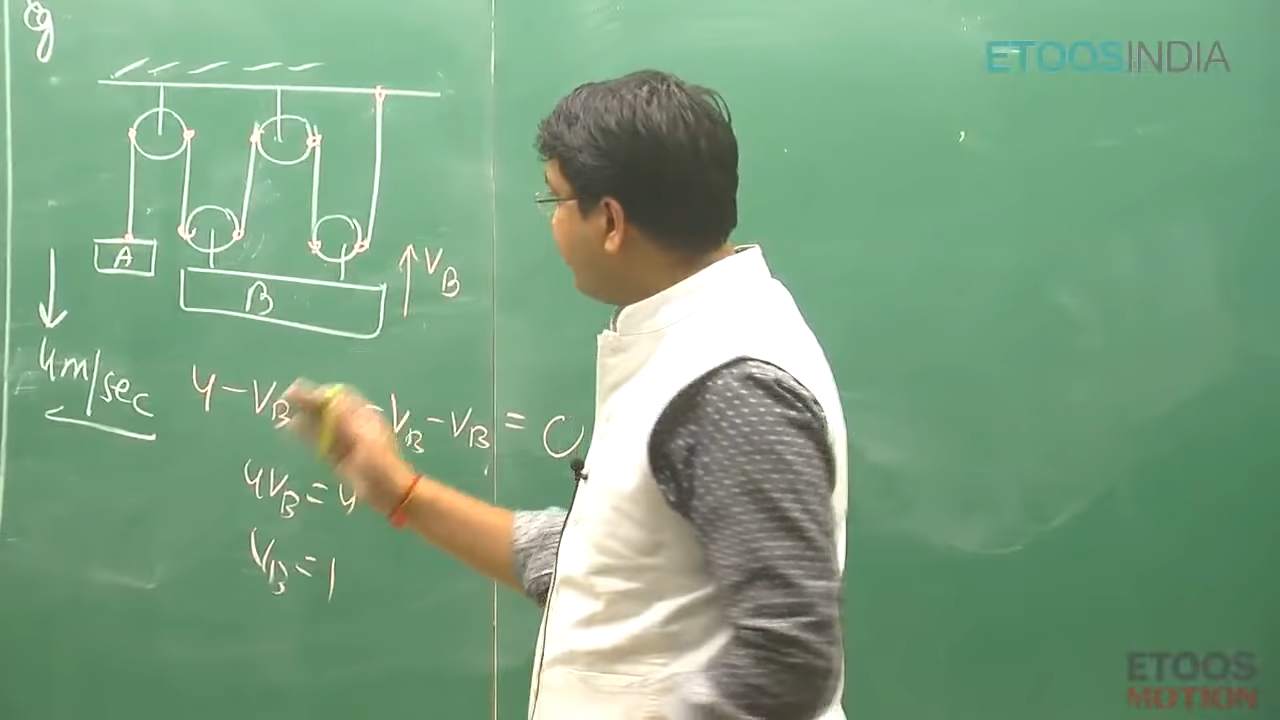 eg
ETOOSINDIA
A
B
V_B
4m/sec
4 - V_B - V_B - V_B = 0
4V_B = 4
V_B = 1
ETOOS
MOTION